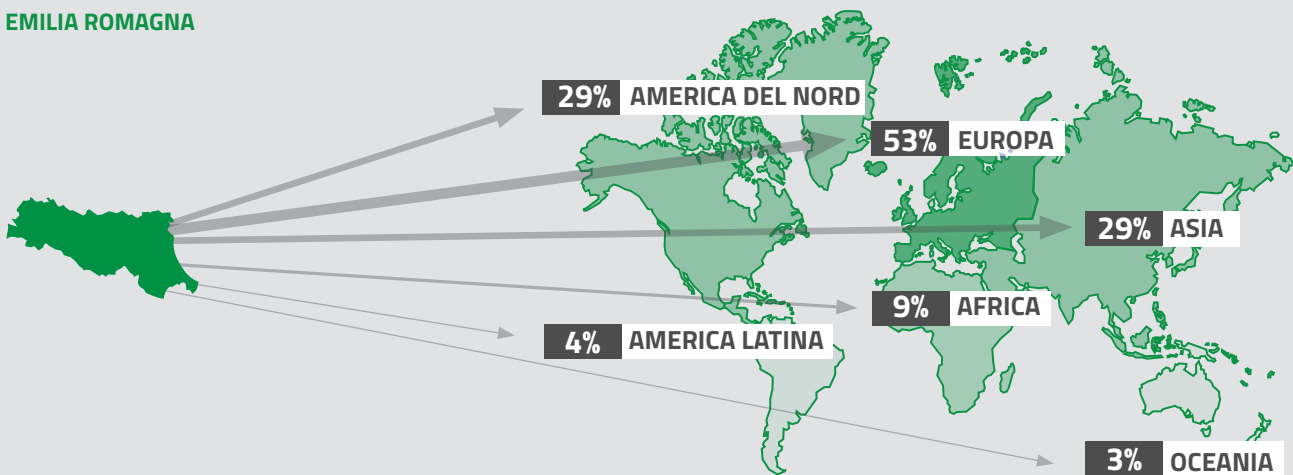 EMILIA ROMAGNA
29% AMERICA DEL NORD
53% EUROPA
29% ASIA
9% AFRICA
4% AMERICA LATINA
3% OCEANIA